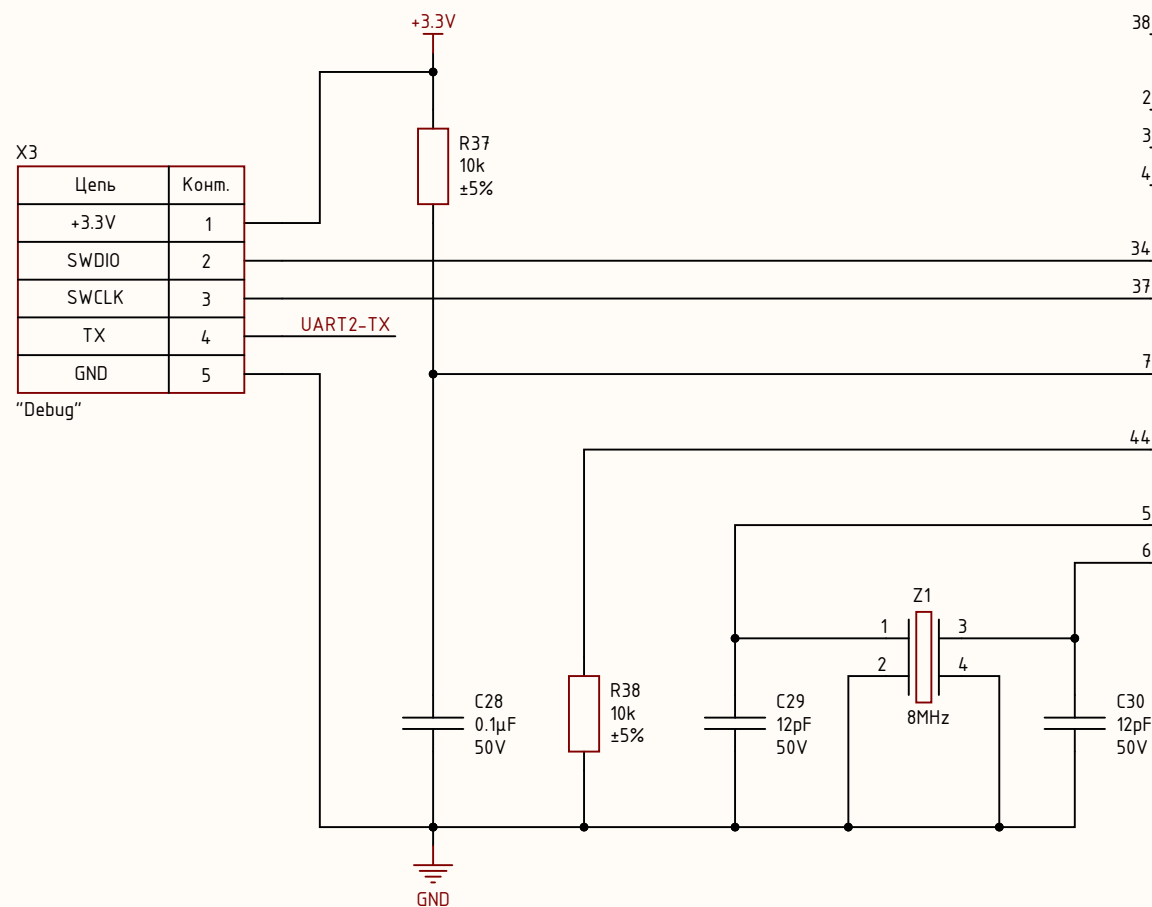 +3.3V
38
2
3
4
R37
10k
±5%
X3
Цепь Конт.
+3.3V 1
SWDIO 2
SWCLK 3
TX 4
GND 5
"Debug"
UART2-TX
34
37
7
44
5
6
Z1
1 3
2 4
8MHz
C28
0.1µF
50V
R38
10k
±5%
C29
12pF
50V
C30
12pF
50V
GND